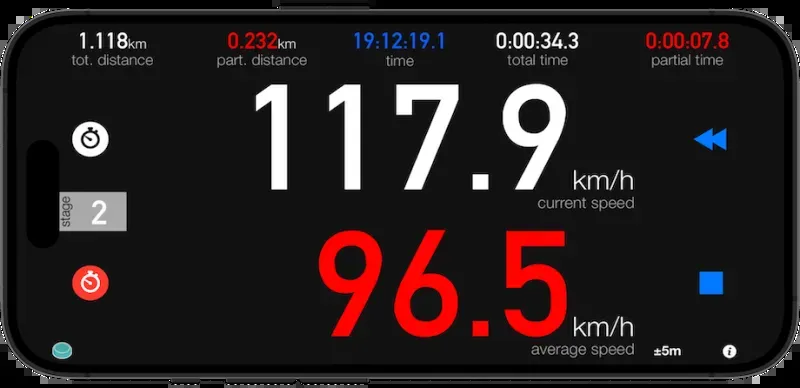 1.118km 0.232km 19:12:19.1 0:00:34.3 0:00:07.8
tot. distance part. distance time total time partial time
117.9 km/h
current speed
stage 2
96.5 km/h
average speed ±5m i